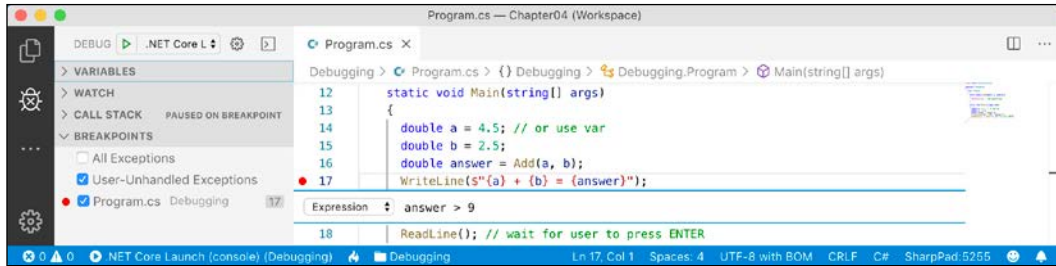 Program.cs — Chapter04 (Workspace)
DEBUG .NET Core L
Program.cs
Debugging > Program.cs > {} Debugging > Debugging.Program > Main(string[] args)
> VARIABLES
> WATCH
> CALL STACK PAUSED ON BREAKPOINT
BREAKPOINTS
All Exceptions
User-Unhandled Exceptions
Program.cs Debugging 17
12 static void Main(string[] args)
13 {
14 double a = 4.5; // or use var
15 double b = 2.5;
16 double answer = Add(a, b);
17 WriteLine($"{a} + {b} = {answer}");
Expression answer > 9
18 ReadLine(); // wait for user to press ENTER
0 0 .NET Core Launch (console) (Debugging) Debugging Ln 17, Col 1 Spaces: 4 UTF-8 with BOM CRLF C# SharpPad:5255